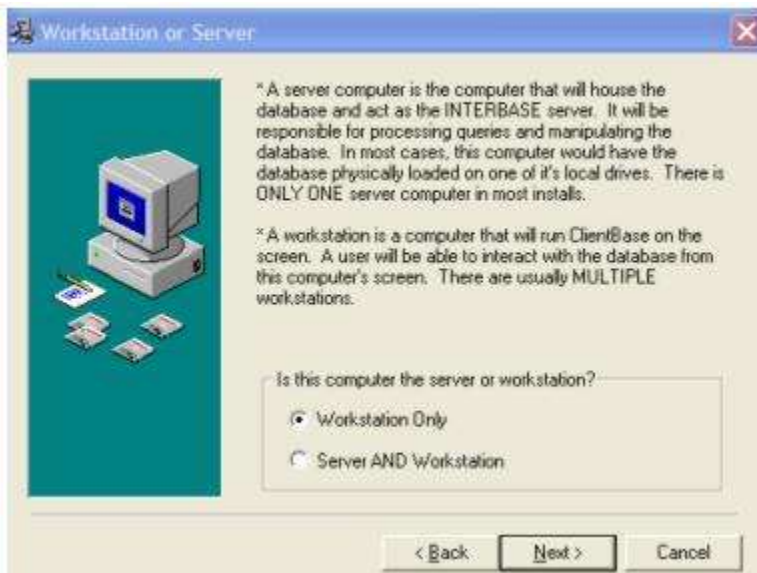 Workstation or Server
* A server computer is the computer that will house the
database and act as the INTERBASE server. It will be
responsible for processing queries and manipulating the
database. In most cases, this computer would have the
database physically loaded on one of it's local drives. There is
ONLY ONE server computer in most installs.
* A workstation is a computer that will run ClientBase on the
screen. A user will be able to interact with the database from
this computer's screen. There are usually MULTIPLE
workstations.
Is this computer the server or workstation?
Workstation Only
Server AND Workstation
< Back Next > Cancel